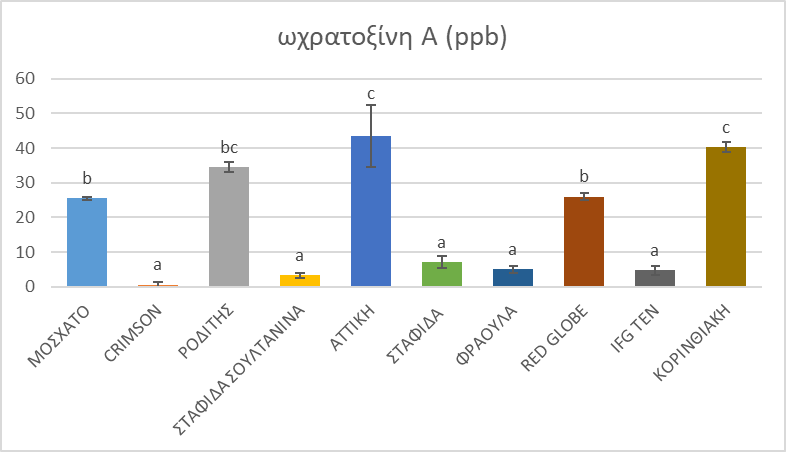 ωχρατοξίνη Α (ppb)
60
50
40
30
20
10
0
b
a
bc
a
c
a
a
b
a
c
ΜΟΣΧΑΤΟ
CRIMSON
ΡΟΔΙΤΗΣ
ΣΤΑΦΙΔΑ ΣΟΥΛΤΑΝΙΝΑ
ΑΤΤΙΚΗ
ΣΤΑΦΙΔΑ
ΦΡΑΟΥΛΑ
RED GLOBE
IFG TEN
ΚΟΡΙΝΘΙΑΚΗ